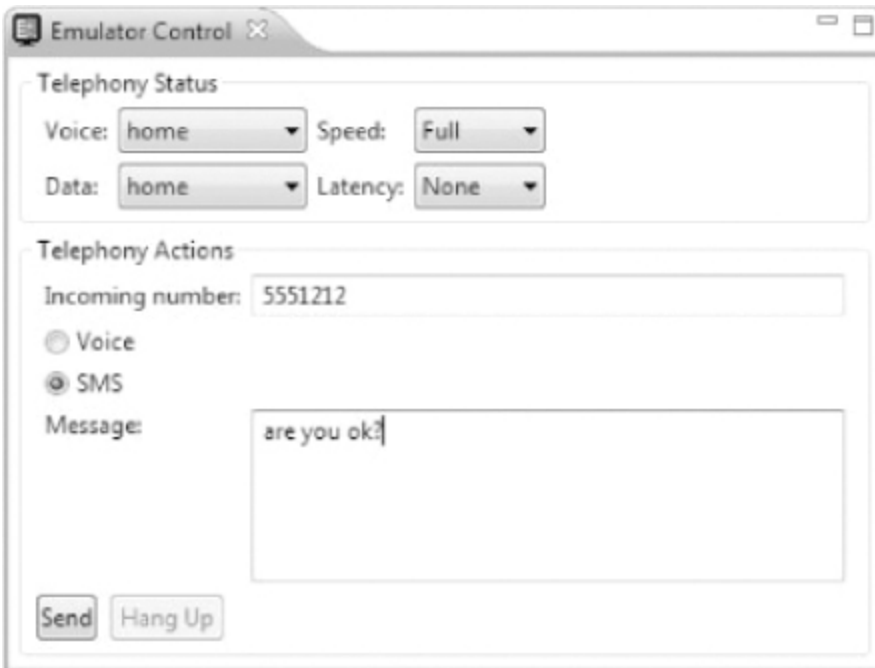 Emulator Control
Telephony Status
Voice: home Speed: Full
Data: home Latency: None
Telephony Actions
Incoming number: 5551212
Voice
SMS
Message: are you ok?
Send Hang Up